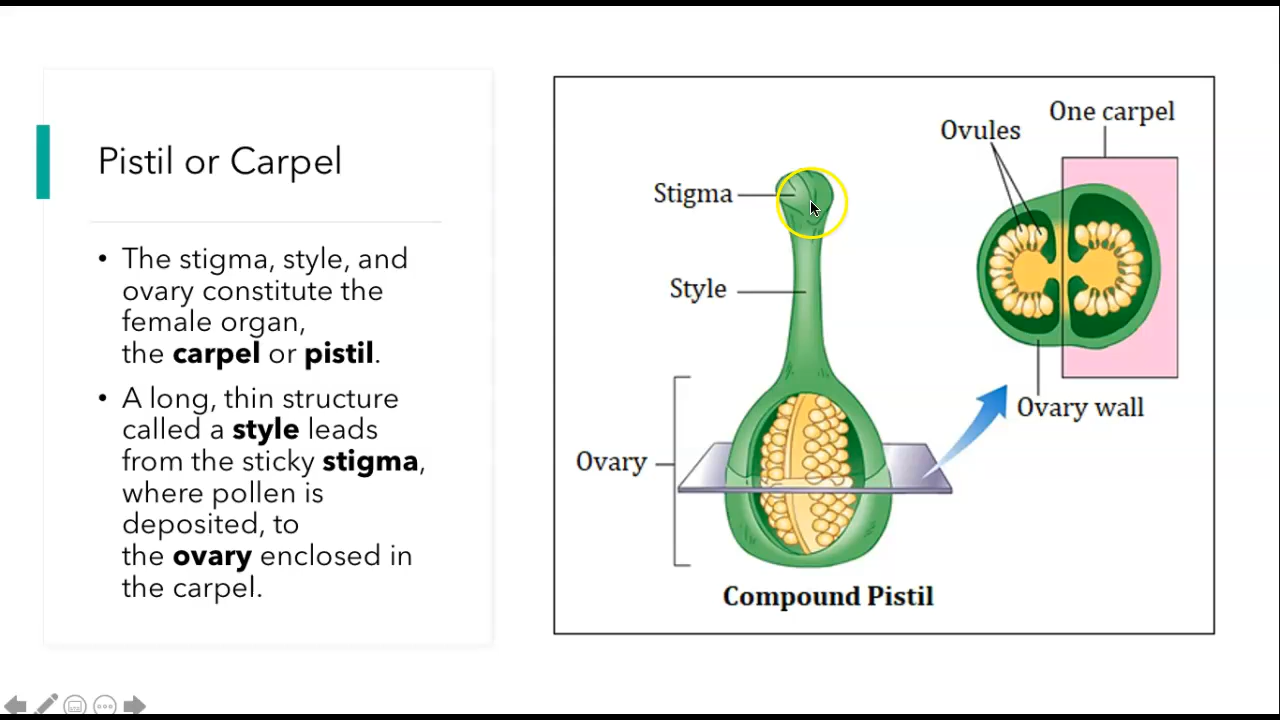 Pistil or Carpel
• The stigma, style, and
ovary constitute the
female organ,
the carpel or pistil.
• A long, thin structure
called a style leads
from the sticky stigma,
where pollen is
deposited, to
the ovary enclosed in
the carpel.
One carpel
Ovules
Stigma
Style
Ovary wall
Ovary
Compound Pistil